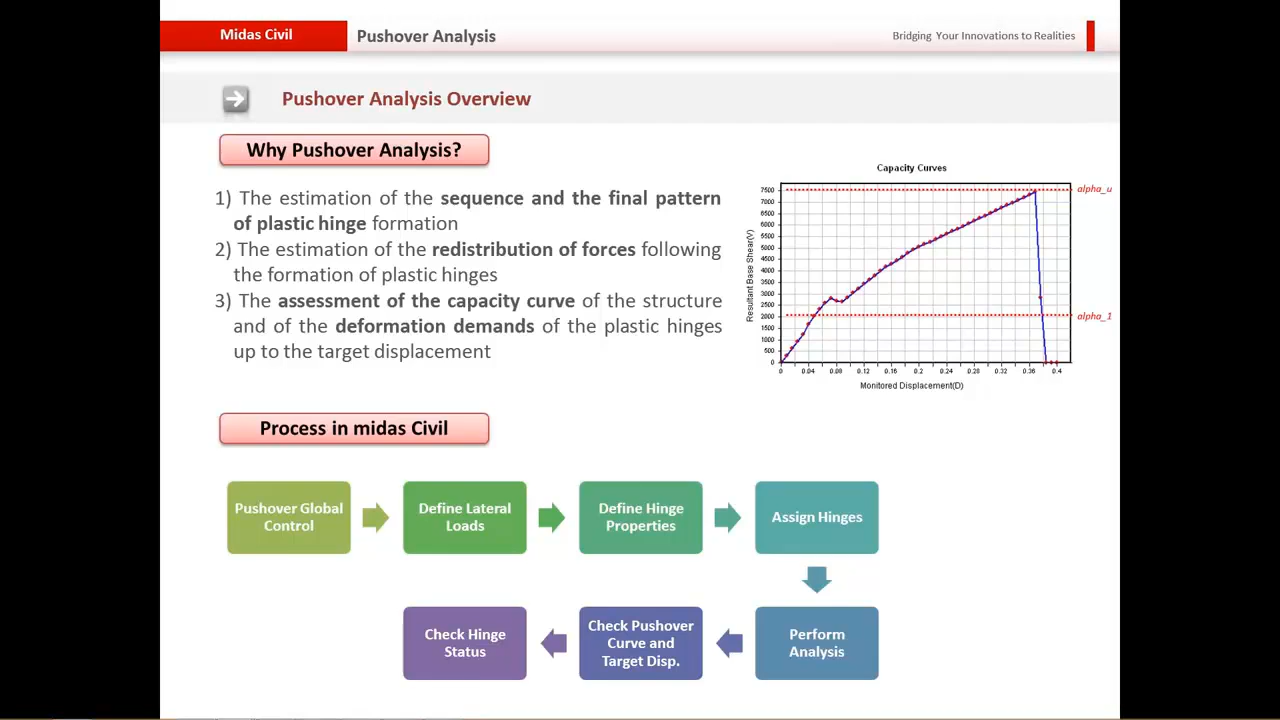 Midas Civil
Pushover Analysis
Bridging Your Innovations to Realities
Pushover Analysis Overview
Why Pushover Analysis?
1) The estimation of the sequence and the final pattern
of plastic hinge formation
2) The estimation of the redistribution of forces following
the formation of plastic hinges
3) The assessment of the capacity curve of the structure
and of the deformation demands of the plastic hinges
up to the target displacement
Capacity Curves
alpha_u
alpha_1
Resultant Base Shear(V)
7500
7000
6500
6000
5500
5000
4500
4000
3500
3000
2500
2000
1500
1000
500
0
0 0.04 0.08 0.12 0.16 0.2 0.24 0.28 0.32 0.36 0.4
Monitored Displacement(D)
Process in midas Civil
Pushover Global
Control
Define Lateral
Loads
Define Hinge
Properties
Assign Hinges
Perform
Analysis
Check Pushover
Curve and
Target Disp.
Check Hinge
Status